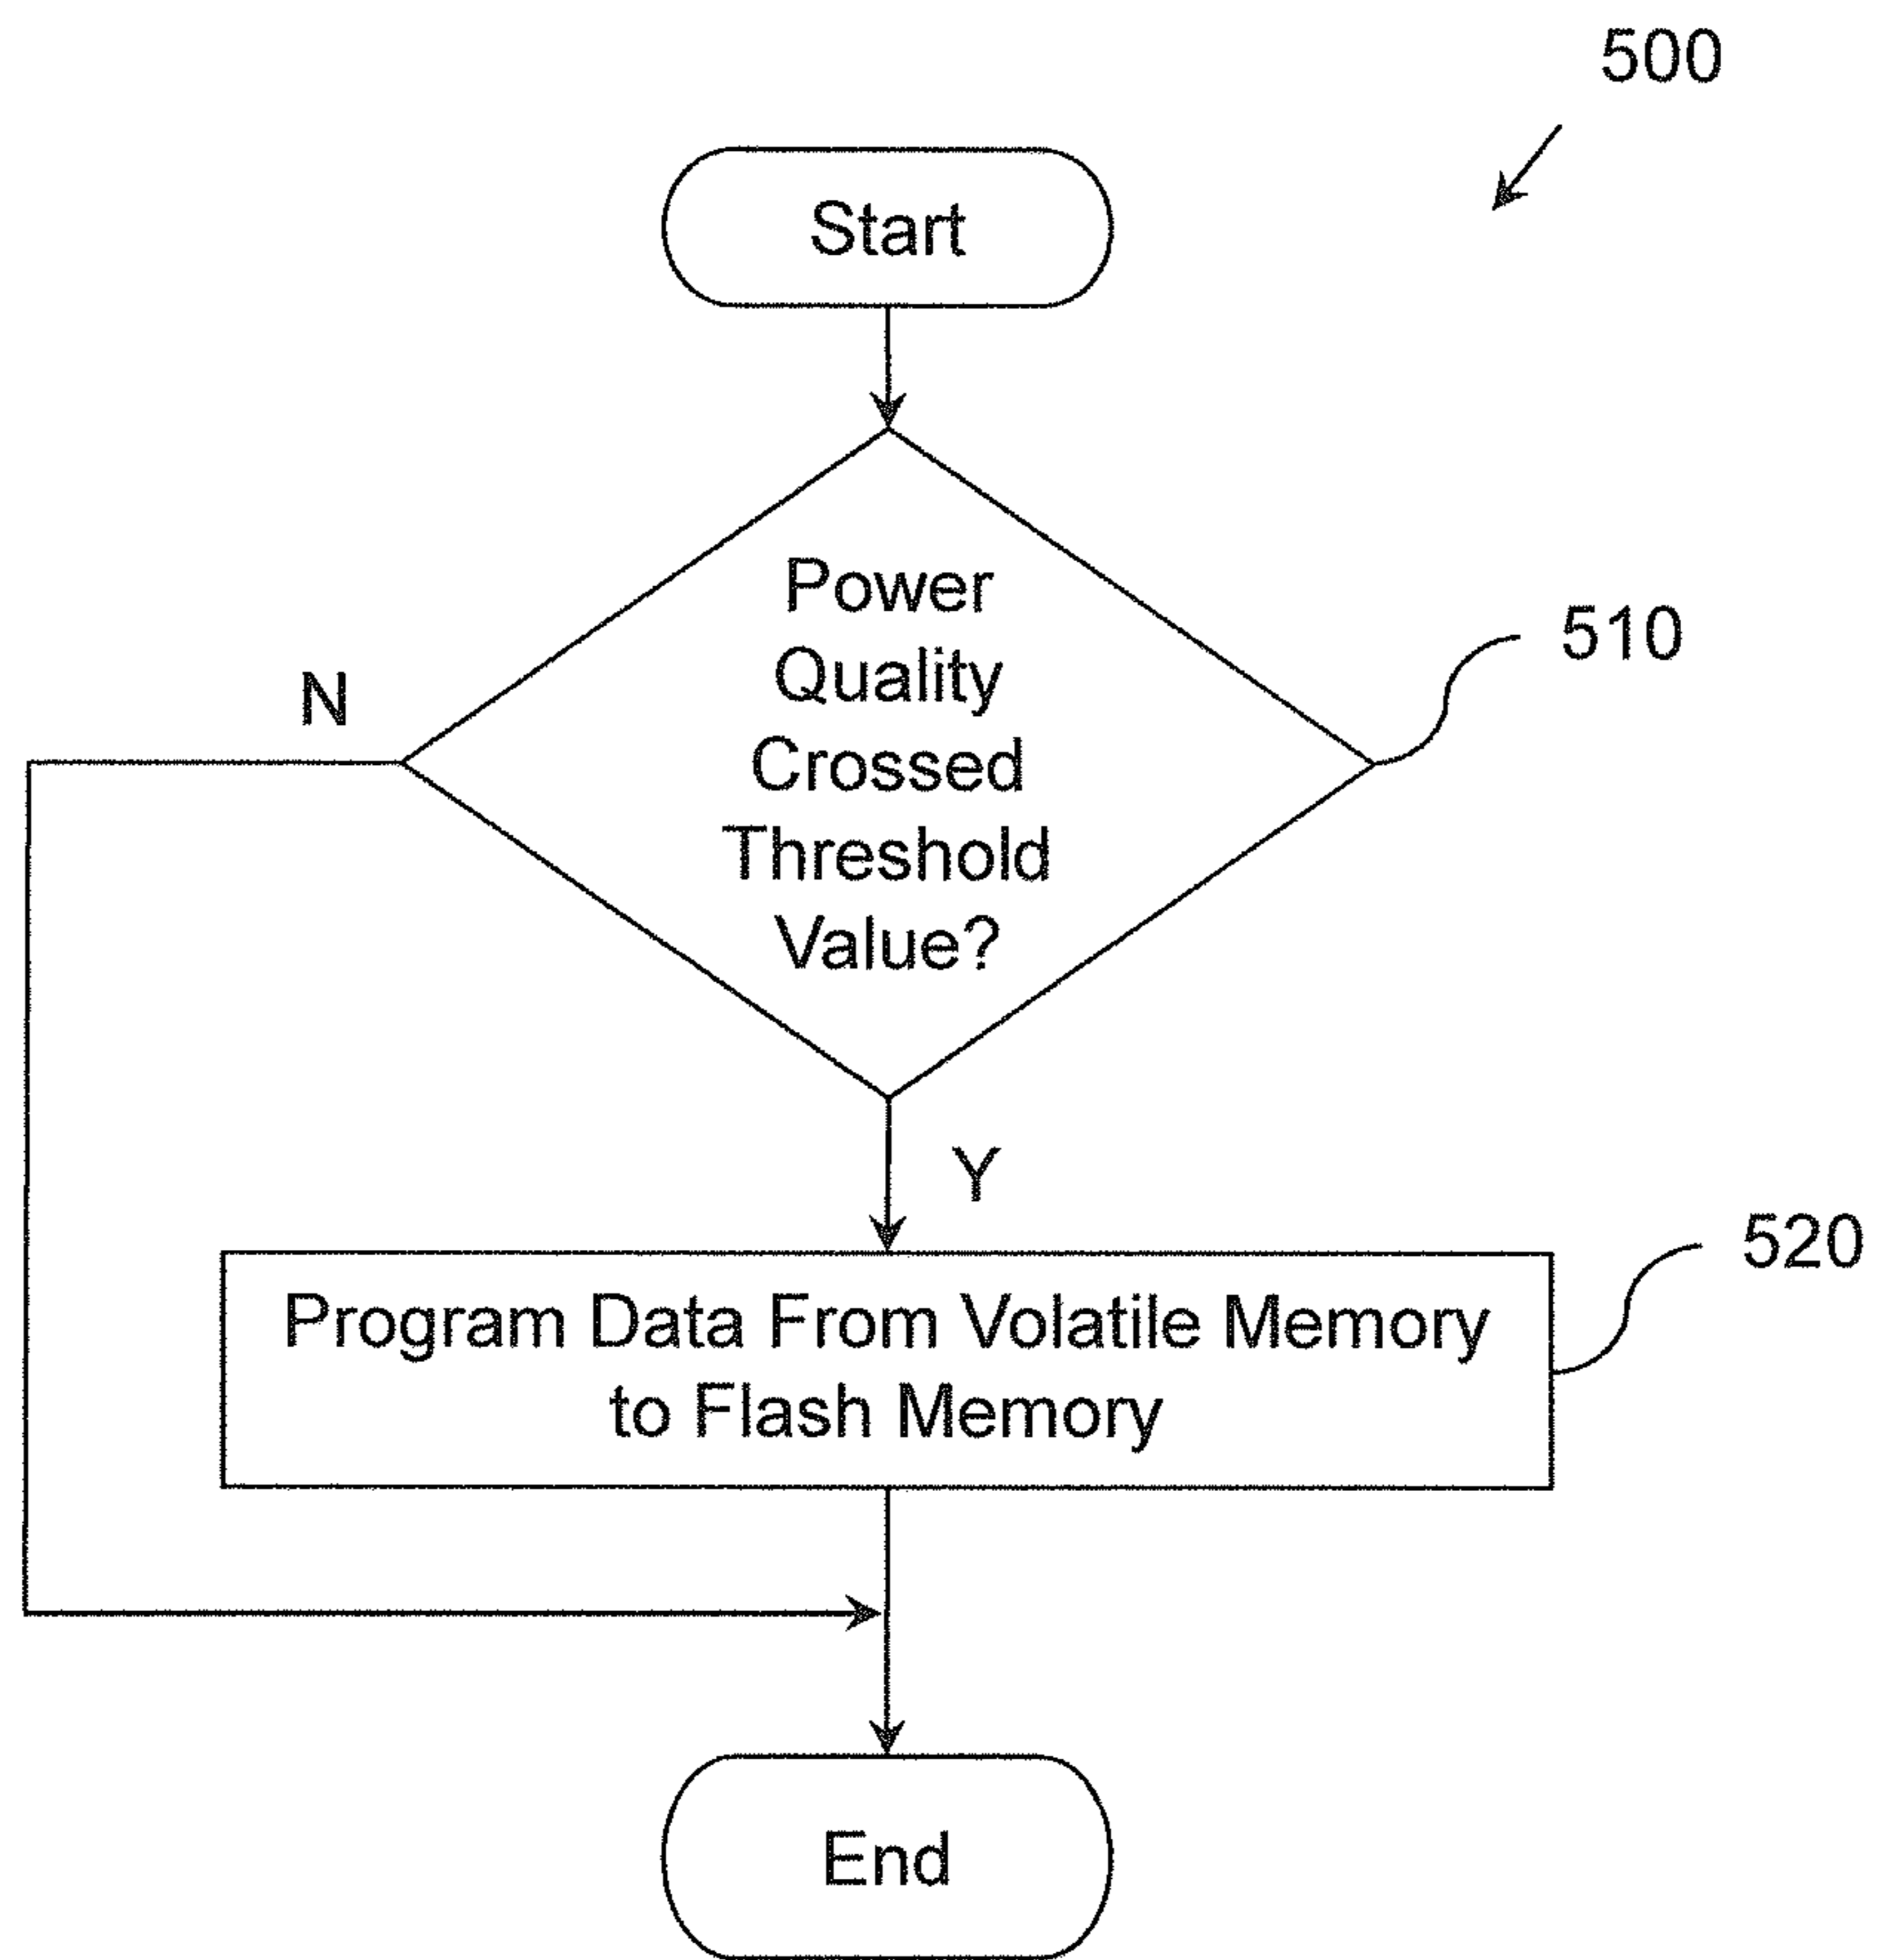 500
Start
Power
Quality
Crossed
Threshold
Value?
510
N
Y
520
Program Data From Volatile Memory
to Flash Memory
End